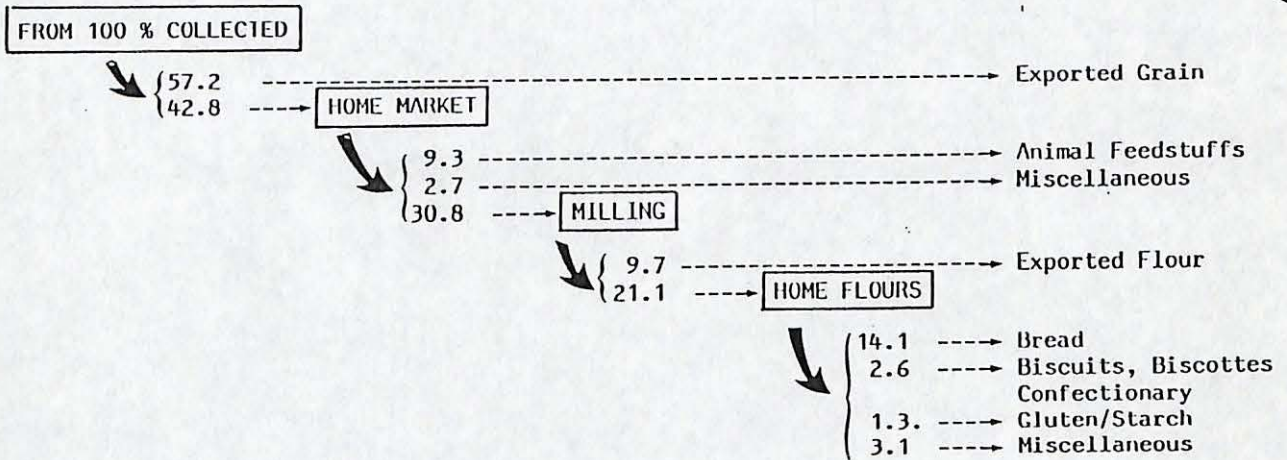 FROM 100 % COLLECTED
57.2 Exported Grain
42.8 HOME MARKET
9.3 Animal Feedstuffs
2.7 Miscellaneous
30.8 MILLING
9.7 Exported Flour
21.1 HOME FLOURS
14.1 Bread
2.6 Biscuits, Biscottes
Confectionary
1.3. Gluten/Starch
3.1 Miscellaneous